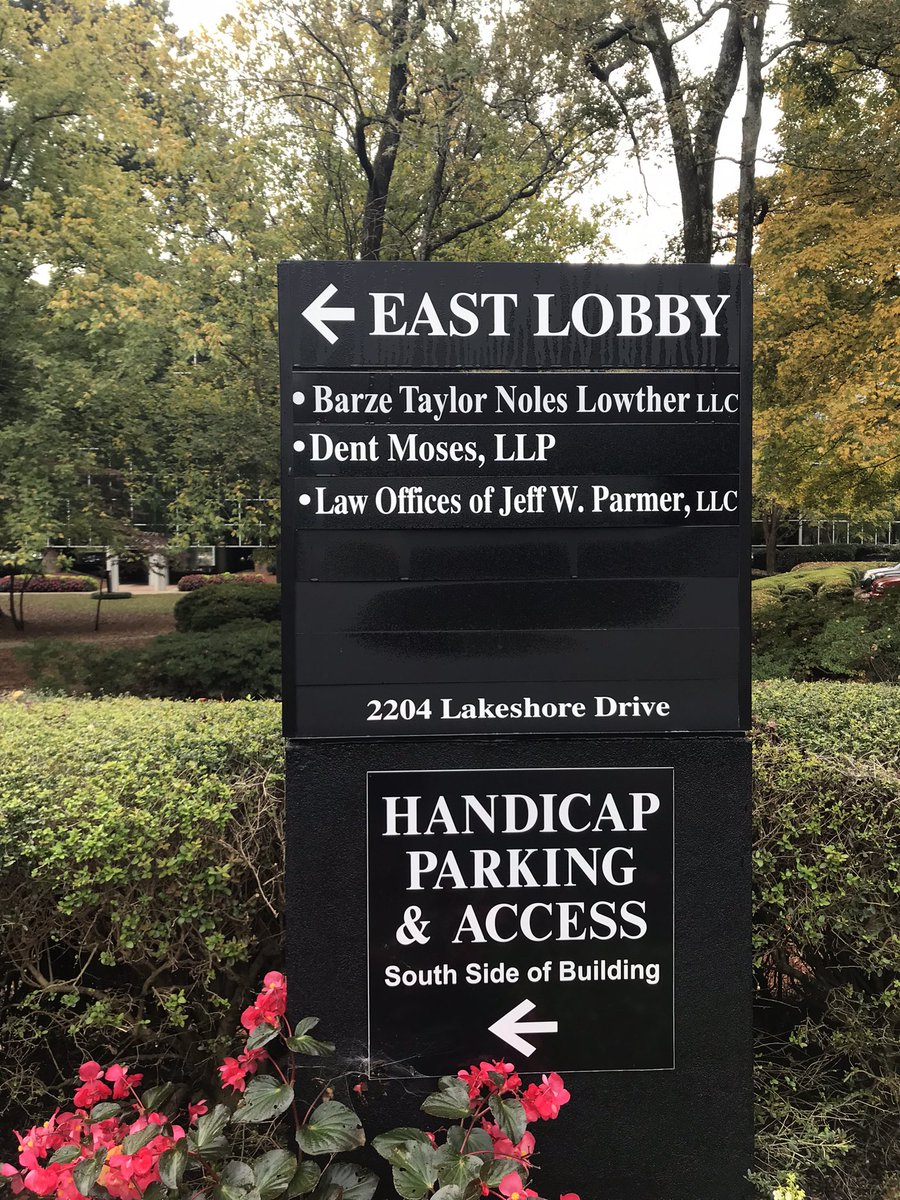 ← EAST LOBBY
• Barze Taylor Noles Lowther LLC
• Dent Moses, LLP
• Law Offices of Jeff W. Parmer, LLC
2204 Lakeshore Drive
HANDICAP
PARKING
& ACCESS
South Side of Building
←